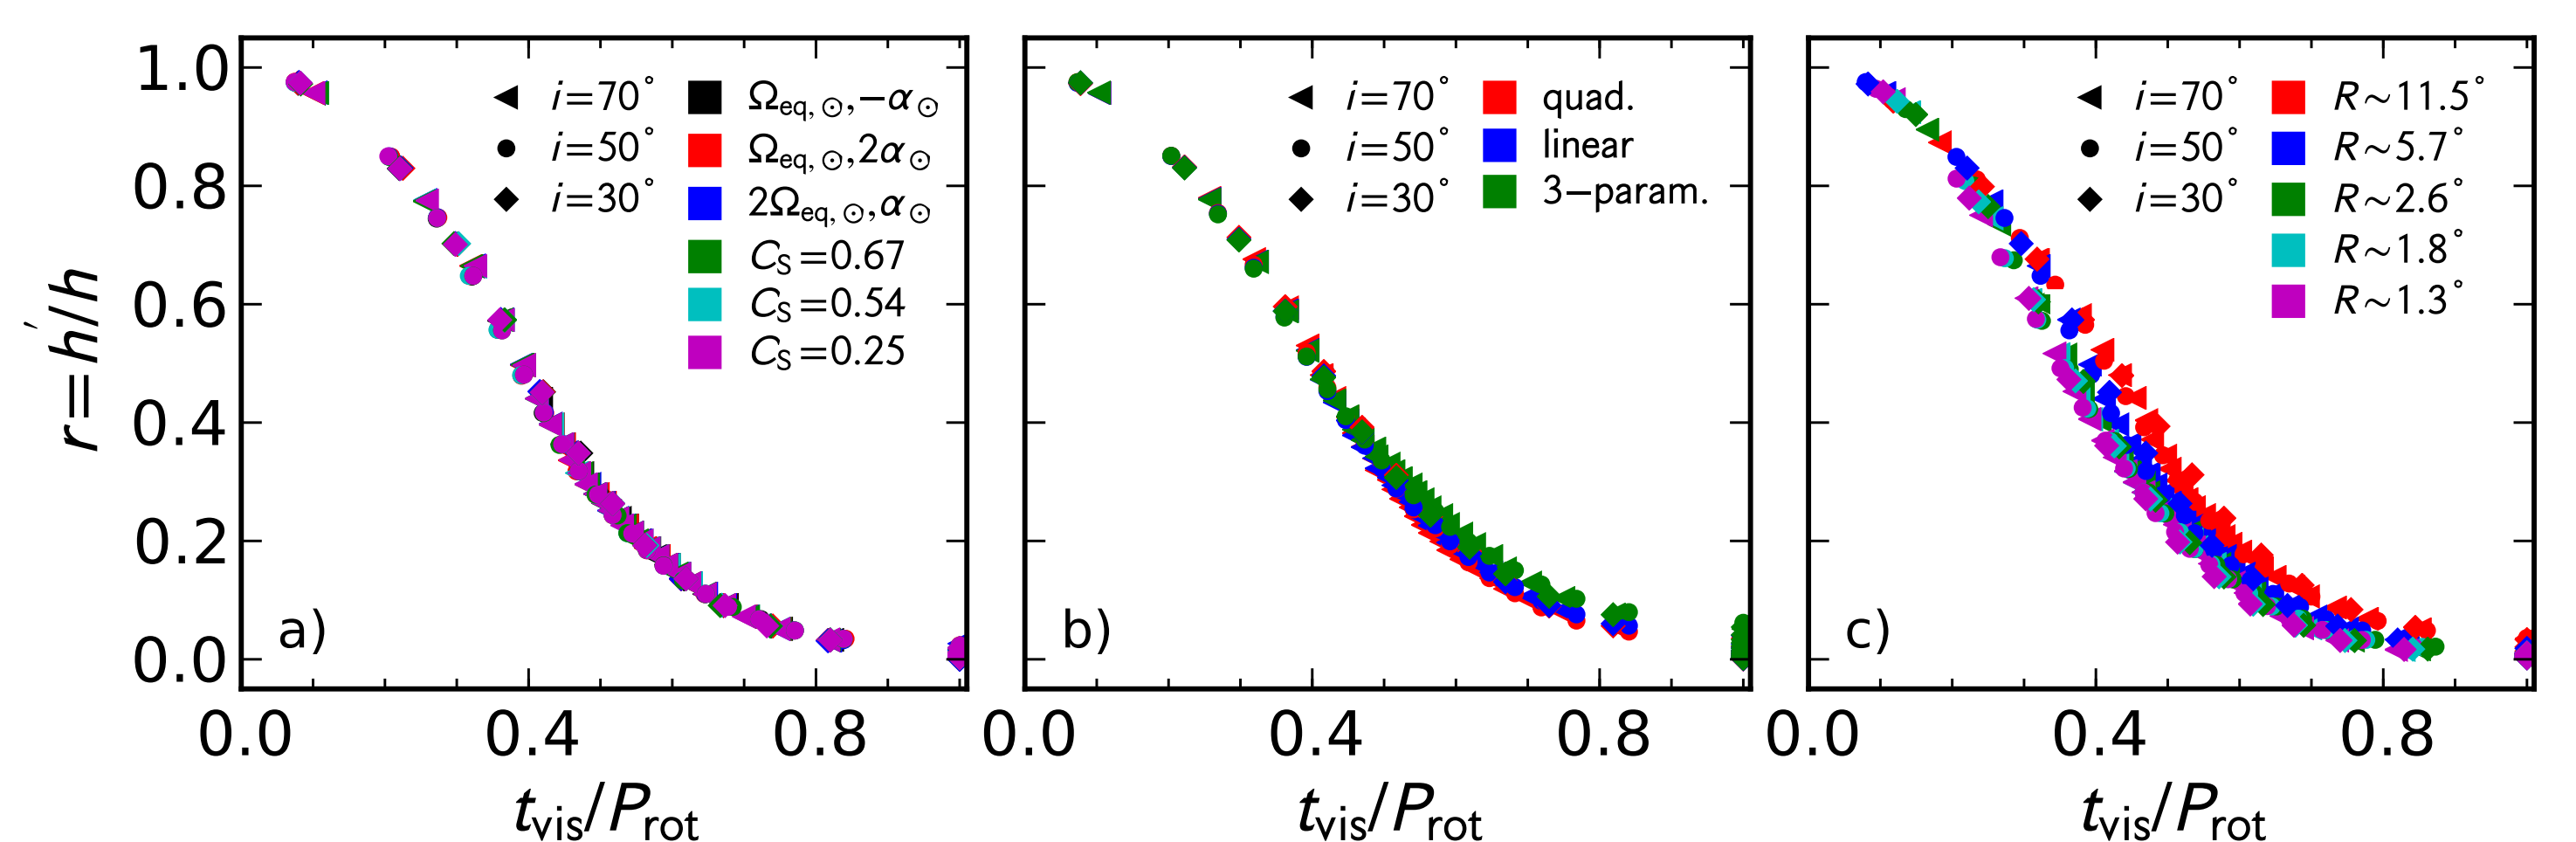 r=h′/h
1.0
0.8
0.6
0.4
0.2
0.0
i=70°
i=50°
i=30°
Ωeq,⊙,−α⊙
Ωeq,⊙,2α⊙
2Ωeq,⊙,α⊙
CS=0.67
CS=0.54
CS=0.25
a)
0.0 0.4 0.8
tvis/Prot
i=70°
i=50°
i=30°
quad.
linear
3−param.
b)
0.0 0.4 0.8
tvis/Prot
i=70°
i=50°
i=30°
R∼11.5°
R∼5.7°
R∼2.6°
R∼1.8°
R∼1.3°
c)
0.0 0.4 0.8
tvis/Prot